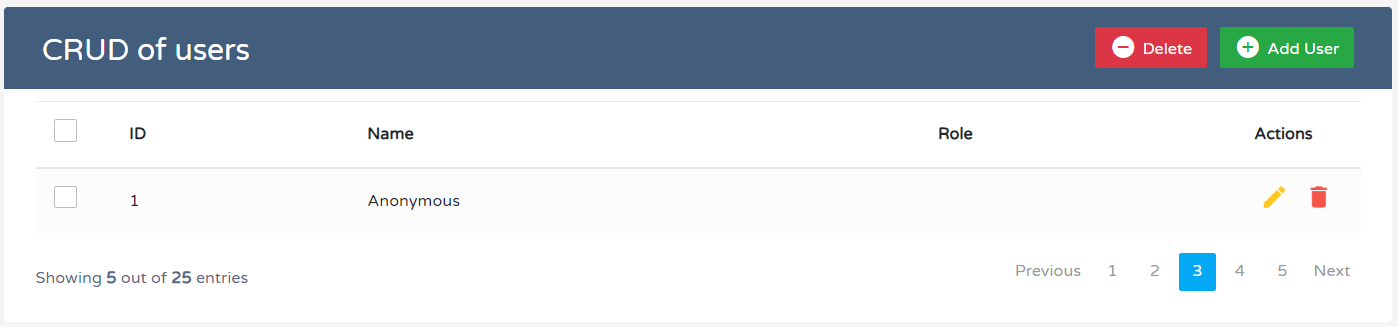 CRUD of users
Delete Add User
ID Name Role Actions
1 Anonymous
Showing 5 out of 25 entries
Previous 1 2 3 4 5 Next